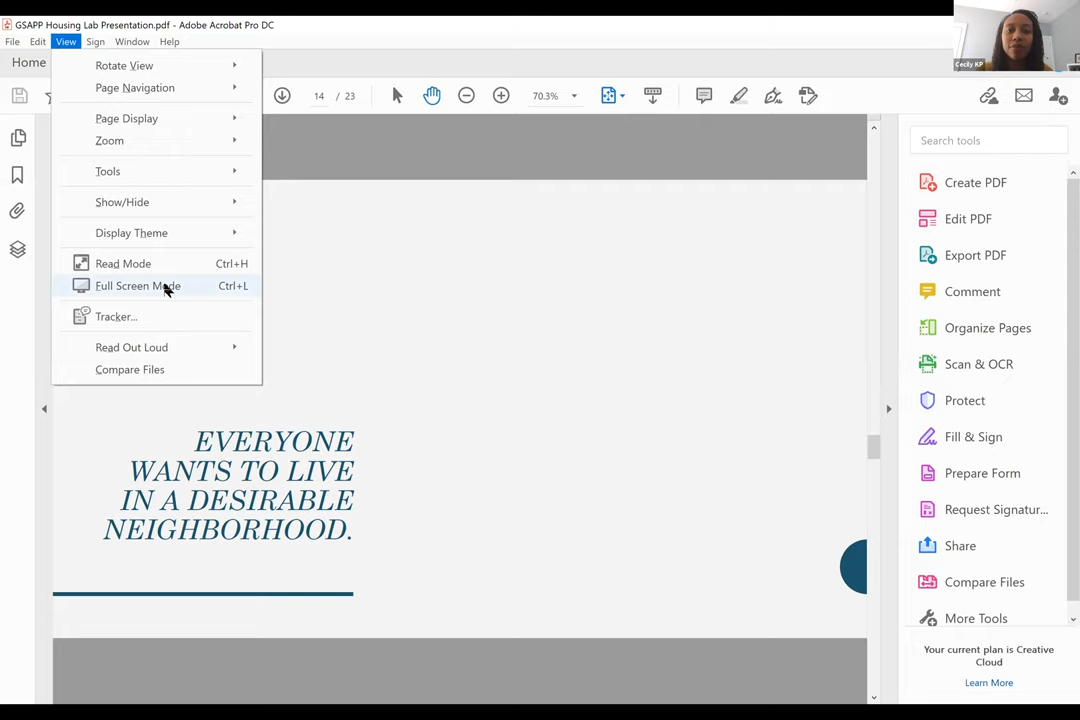 GSAPP Housing Lab Presentation.pdf - Adobe Acrobat Pro DC
File Edit View Sign Window Help
Home
14 / 23 70.3%
Rotate View
Page Navigation
Page Display
Zoom
Tools
Show/Hide
Display Theme
Read Mode Ctrl+H
Full Screen Mode Ctrl+L
Tracker...
Read Out Loud
Compare Files
EVERYONE
WANTS TO LIVE
IN A DESIRABLE
NEIGHBORHOOD.
Search tools
Create PDF
Edit PDF
Export PDF
Comment
Organize Pages
Scan & OCR
Protect
Fill & Sign
Prepare Form
Request Signatur...
Share
Compare Files
More Tools
Your current plan is Creative
Cloud
Learn More
Cecily KP